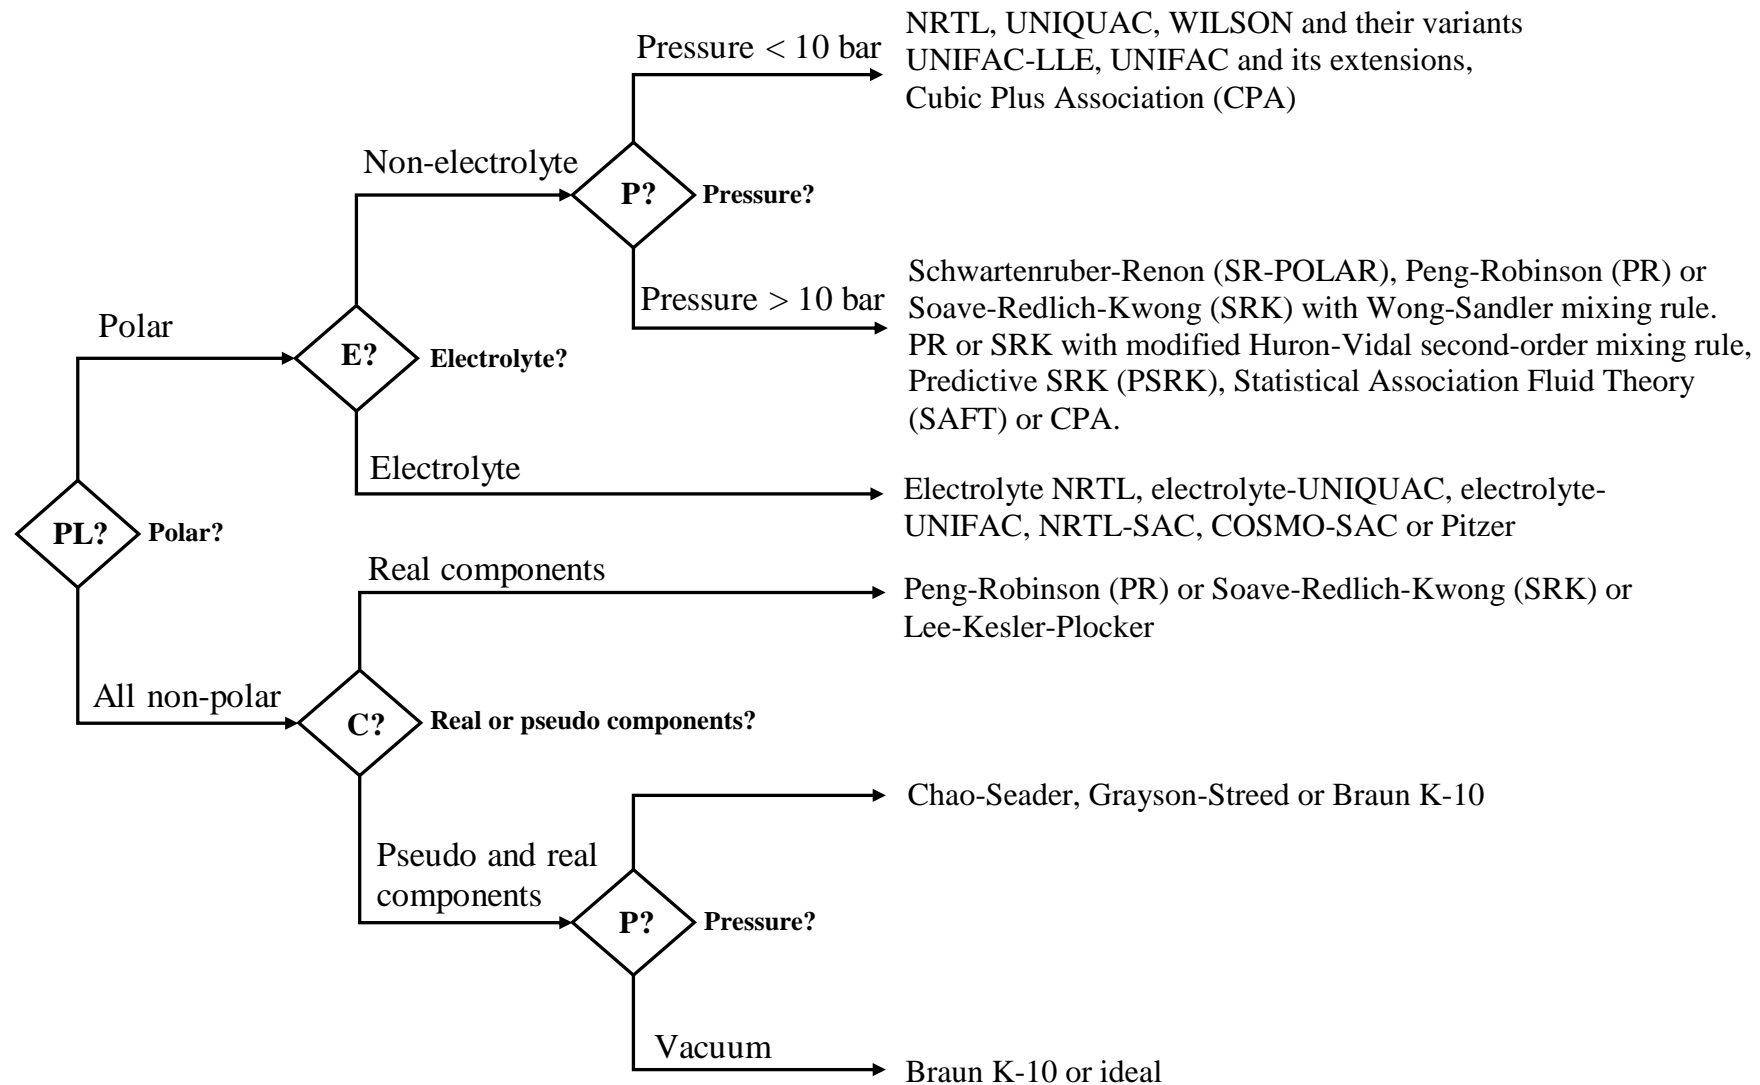 NRTL, UNIQUAC, WILSON and their variants
UNIFAC-LLE, UNIFAC and its extensions,
Cubic Plus Association (CPA)
Pressure < 10 bar
Non-electrolyte
P?
Pressure?
Pressure > 10 bar
Schwartenruber-Renon (SR-POLAR), Peng-Robinson (PR) or
Soave-Redlich-Kwong (SRK) with Wong-Sandler mixing rule.
PR or SRK with modified Huron-Vidal second-order mixing rule,
Predictive SRK (PSRK), Statistical Association Fluid Theory
(SAFT) or CPA.
Polar
E?
Electrolyte?
Electrolyte
Electrolyte NRTL, electrolyte-UNIQUAC, electrolyte-
UNIFAC, NRTL-SAC, COSMO-SAC or Pitzer
PL?
Polar?
Real components
Peng-Robinson (PR) or Soave-Redlich-Kwong (SRK) or
Lee-Kesler-Plocker
All non-polar
C?
Real or pseudo components?
Chao-Seader, Grayson-Streed or Braun K-10
Pseudo and real
components
P?
Pressure?
Vacuum
Braun K-10 or ideal